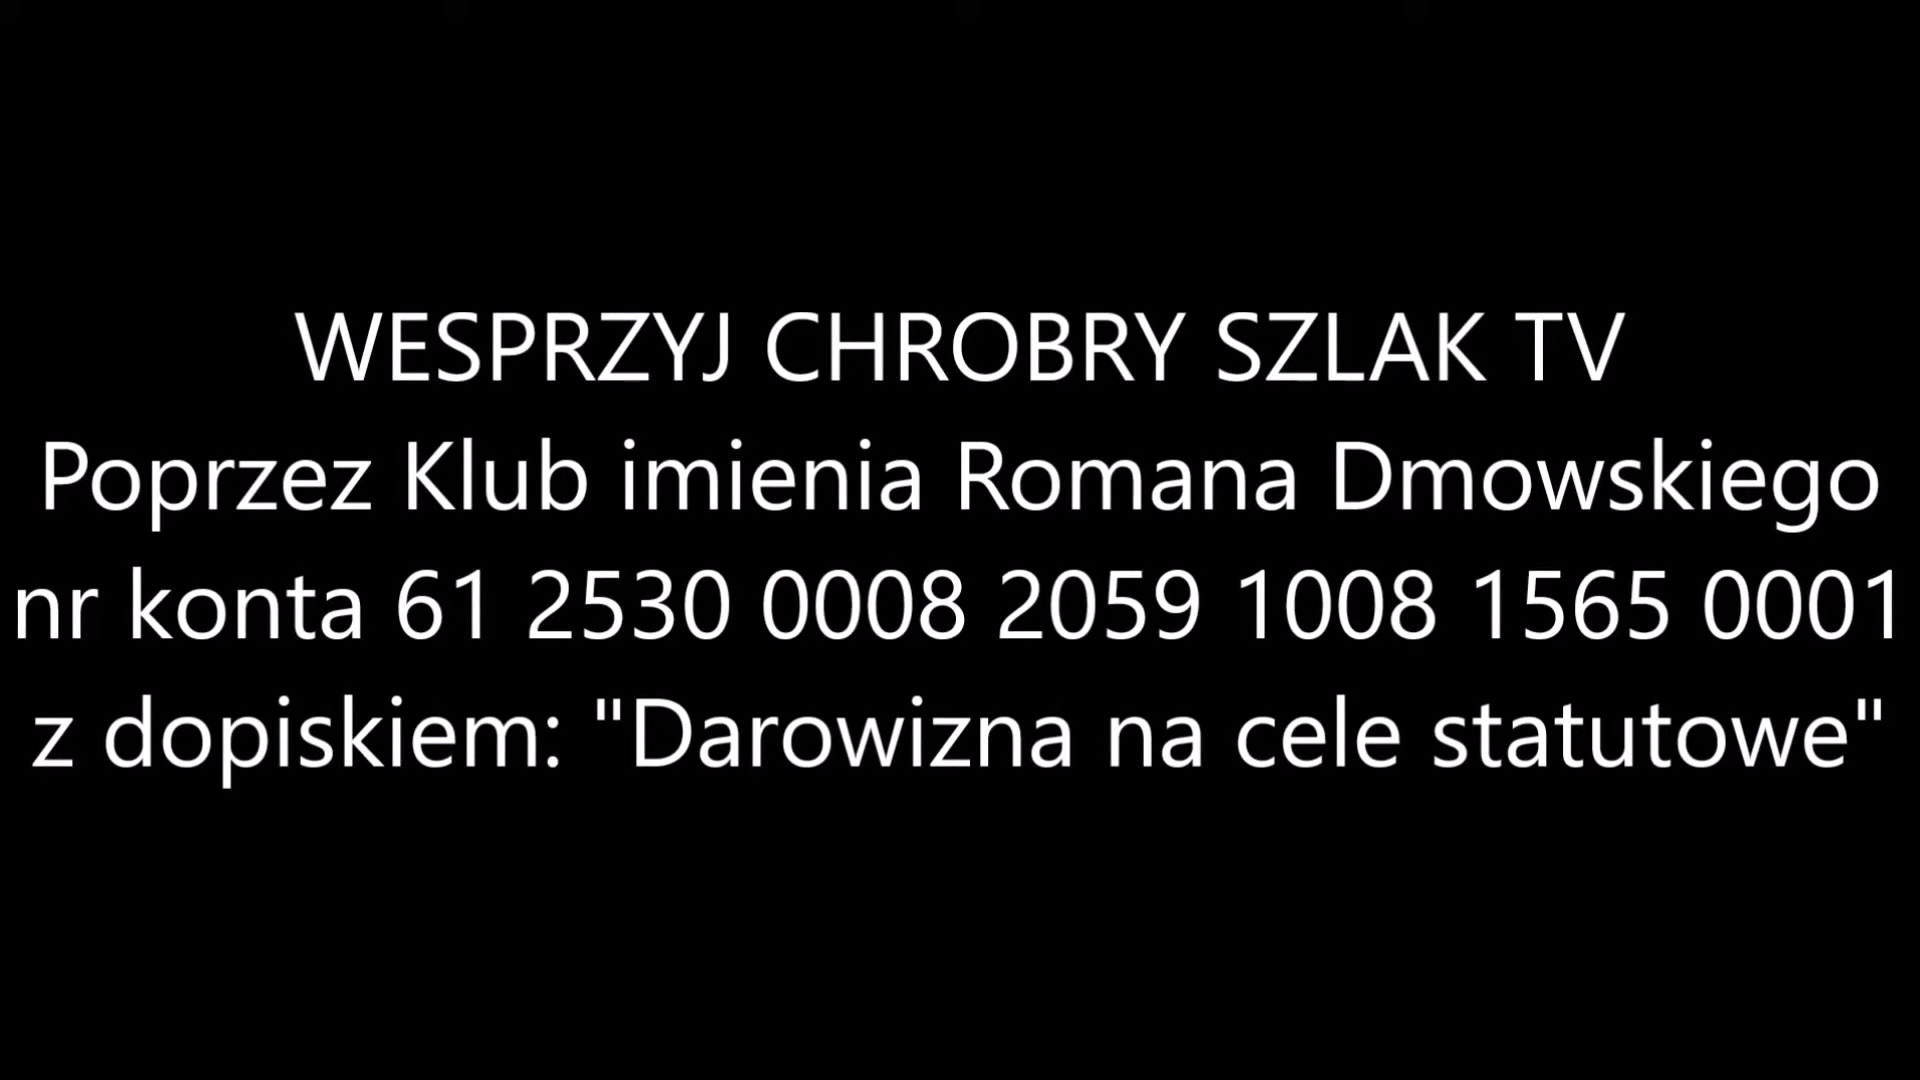 WESPRZYJ CHROBRY SZLAK TV
Poprzez Klub imienia Romana Dmowskiego
nr konta 61 2530 0008 2059 1008 1565 0001
z dopiskiem: "Darowizna na cele statutowe"